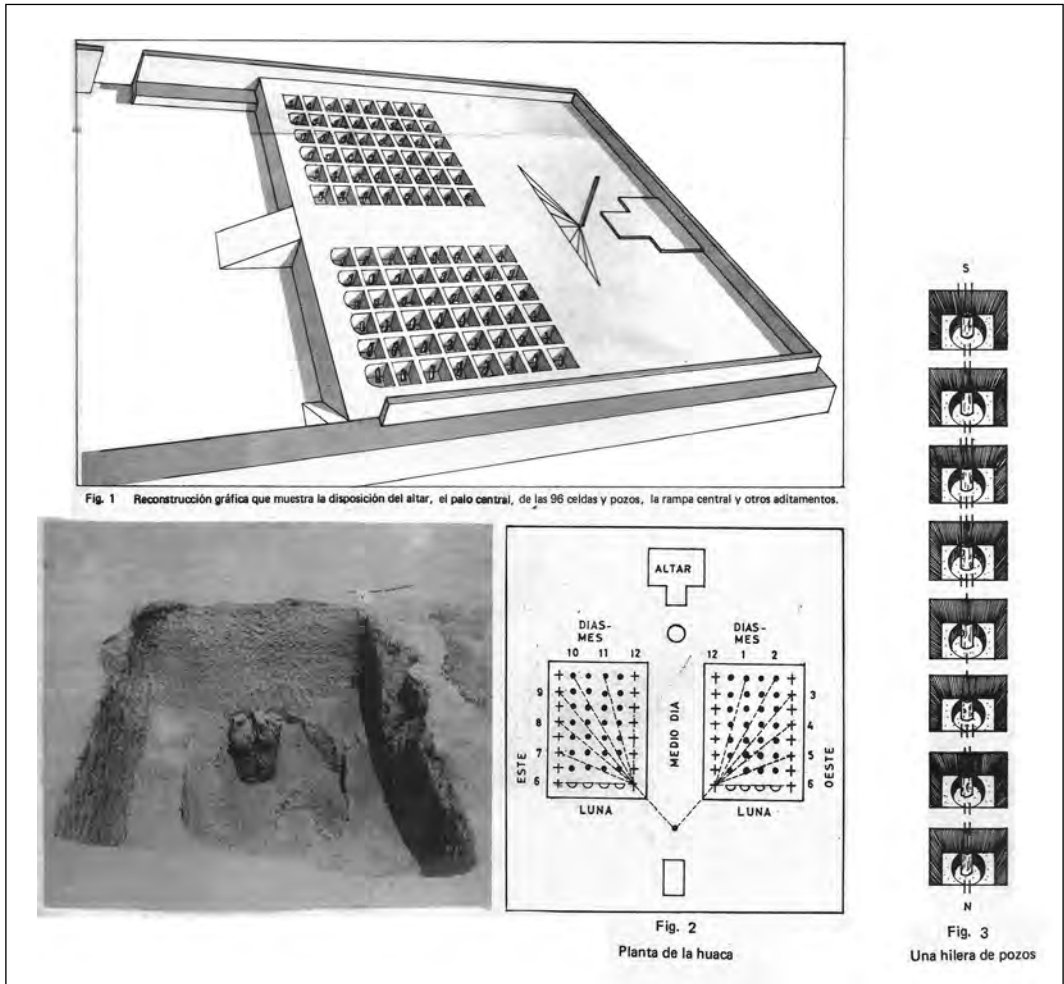 Fig. 1 Reconstrucción gráfica que muestra la disposición del altar, el palo central, de las 96 celdas y pozos, la rampa central y otros aditamentos.
ALTAR
DIAS-
MES
10 11 12
DIAS-
MES
12 1 2
9
8
7
6
ESTE
MEDIO DIA
3
4
5
6
OESTE
LUNA
LUNA
Fig. 2
Planta de la huaca
S
N
Fig. 3
Una hilera de pozos